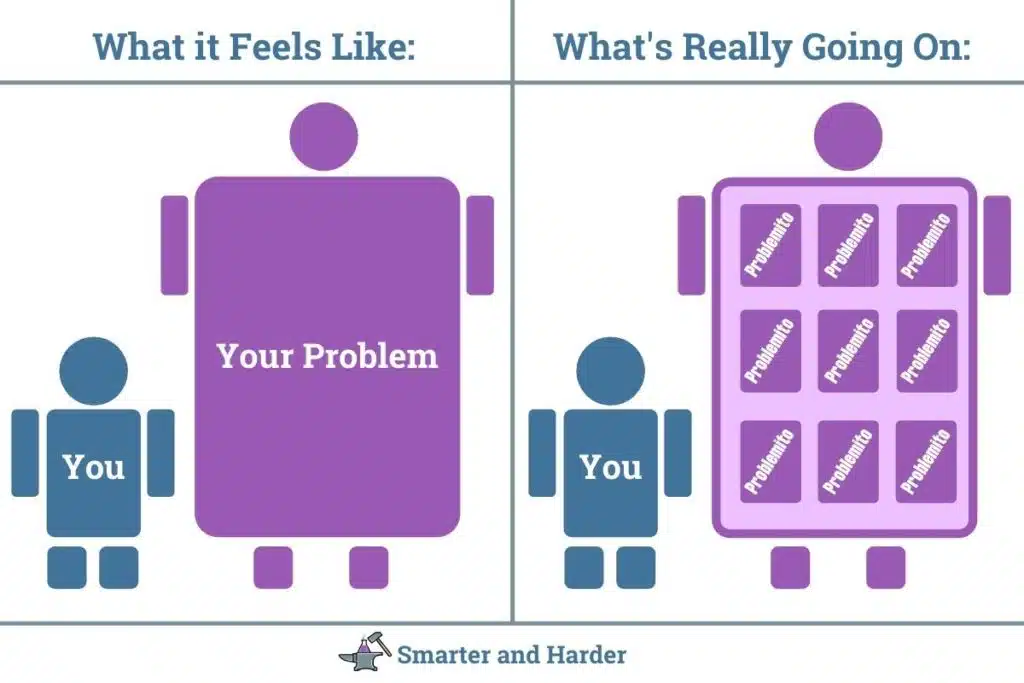 What it Feels Like:
What's Really Going On:
Your Problem
You
Problemito
Problemito
Problemito
Problemito
Problemito
Problemito
Problemito
Problemito
Problemito
You
Smarter and Harder